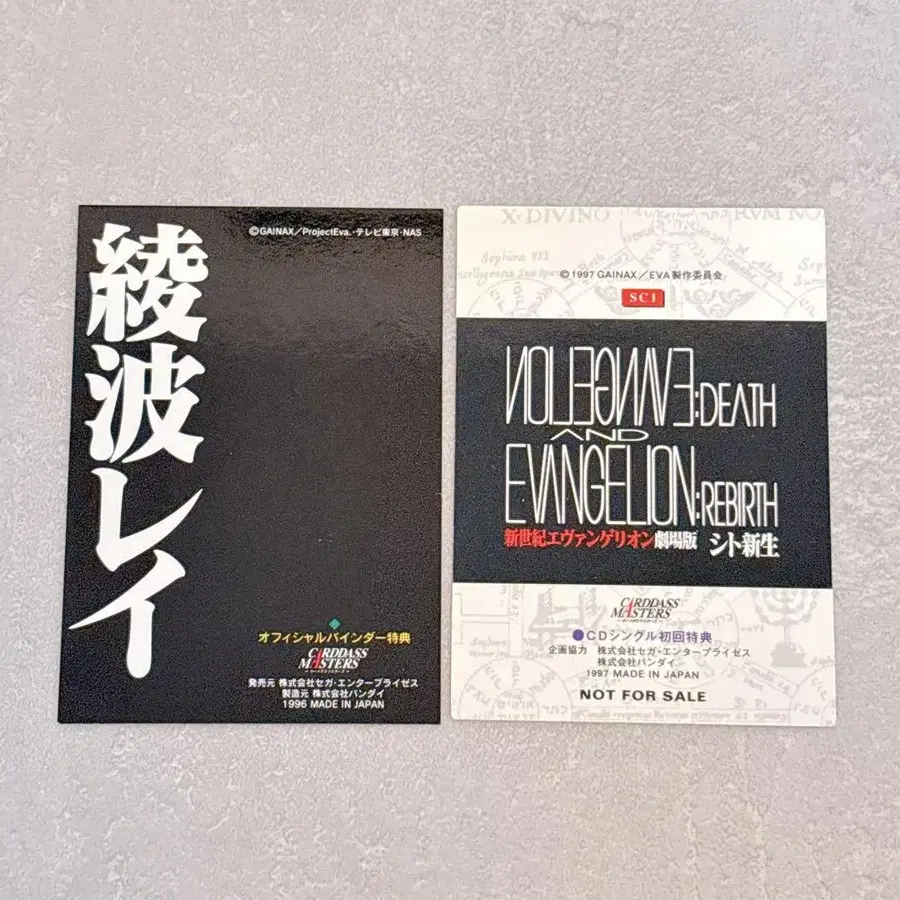 ©GAINAX/ProjectEva.・テレビ東京・NAS
綾波レイ
オフィシャルバインダー特典
CARDDASS
MASTERS
発売元 株式会社セガ・エンタープライゼス
製造元 株式会社バンダイ
1996 MADE IN JAPAN
X. DIVINO
©1997 GAINAX/EVA製作委員会
SC1
EVANGELION:DEATH
AND
EVANGELION:REBIRTH
新世紀エヴァンゲリオン劇場版 シト新生
CARDDASS
MASTERS
●CDシングル初回特典
企画協力 株式会社セガ・エンタープライゼス
株式会社バンダイ
1997 MADE IN JAPAN
NOT FOR SALE